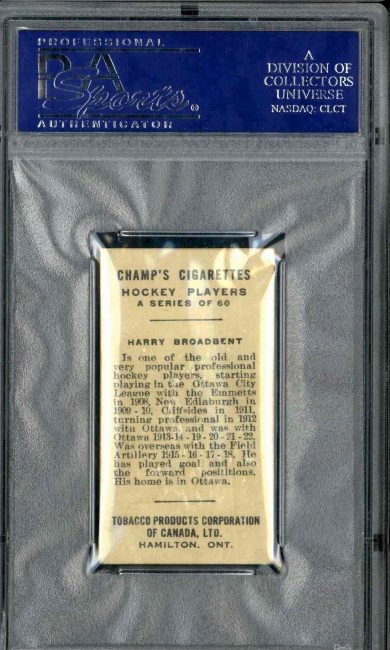 PROFESSIONAL
PSA
Sports®
AUTHENTICATOR
A
DIVISION OF
COLLECTORS
UNIVERSE
NASDAQ: CLCT
CHAMP'S CIGARETTES
HOCKEY PLAYERS
A SERIES OF 60
HARRY BROADBENT
Is one of the old and
very popular professional
hockey players, starting
playing in the Ottawa City
League with the Emmetts
in 1908, New Edinburgh in
1909 - 10, Cliffsides in 1911,
turning professional in 1912
with Ottawa, and was with
Ottawa 1913-14 - 19 - 20 - 21 - 22.
Was overseas with the Field
Artillery 1915 - 16 - 17 - 18. He
has played goal and also
the forward postitions.
His home is in Ottawa.
TOBACCO PRODUCTS CORPORATION
OF CANADA, LTD.
HAMILTON, ONT.